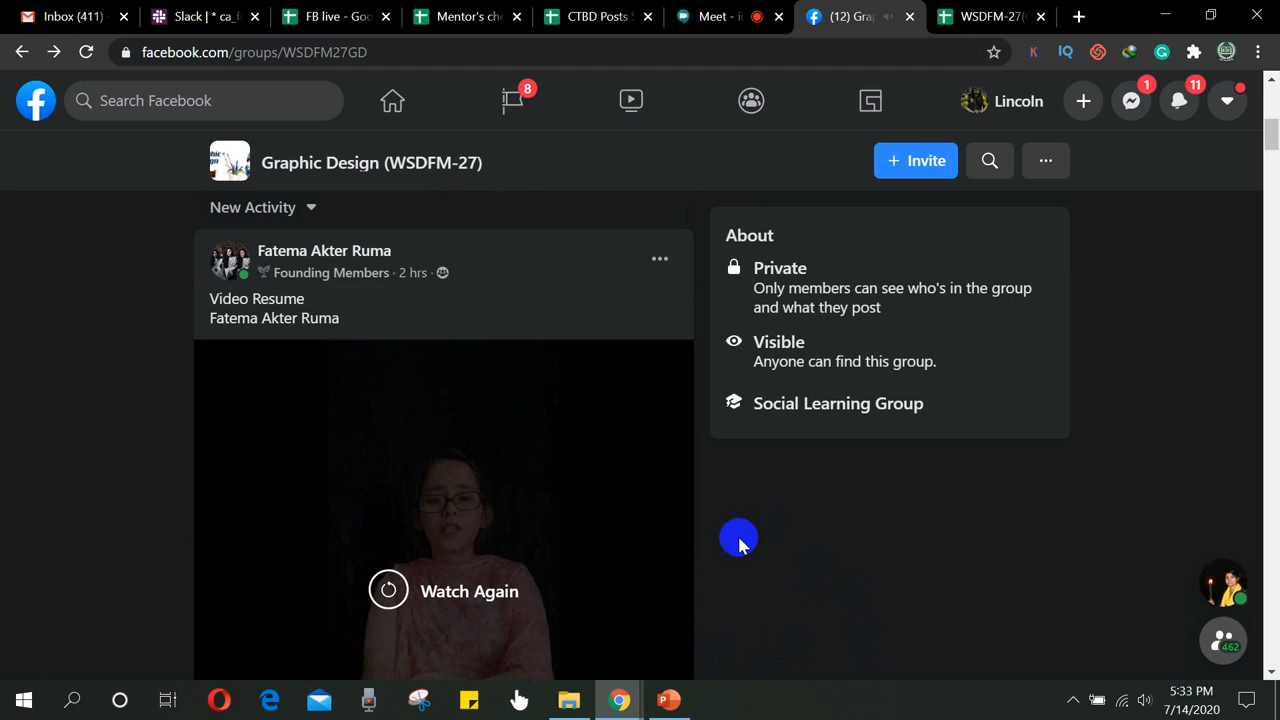 Inbox (411)
Slack | * ca_f
FB live - Goo
Mentor's che
CTBD Posts S
Meet - i
(12) Gra
WSDFM-27(
facebook.com/groups/WSDFM27GD
K
IQ
G
Search Facebook
8
Lincoln
1
11
Graphic Design (WSDFM-27)
Invite
New Activity
Fatema Akter Ruma
Founding Members · 2 hrs ·
Video Resume
Fatema Akter Ruma
Watch Again
About
Private
Only members can see who's in the group
and what they post
Visible
Anyone can find this group.
Social Learning Group
462
5:33 PM
7/14/2020